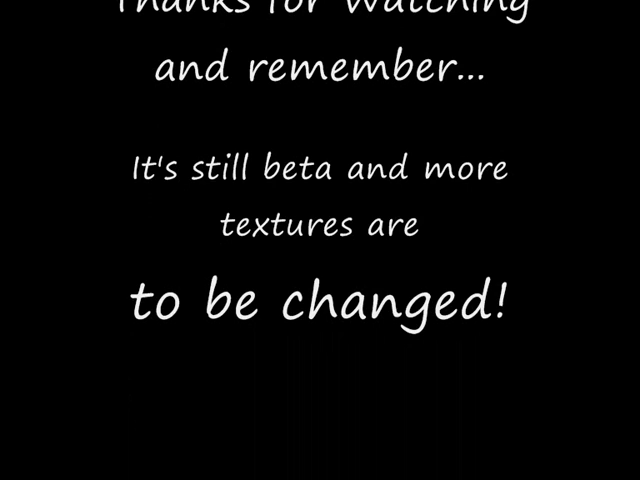 Thanks for watching
and remember...
It's still beta and more
textures are
to be changed!